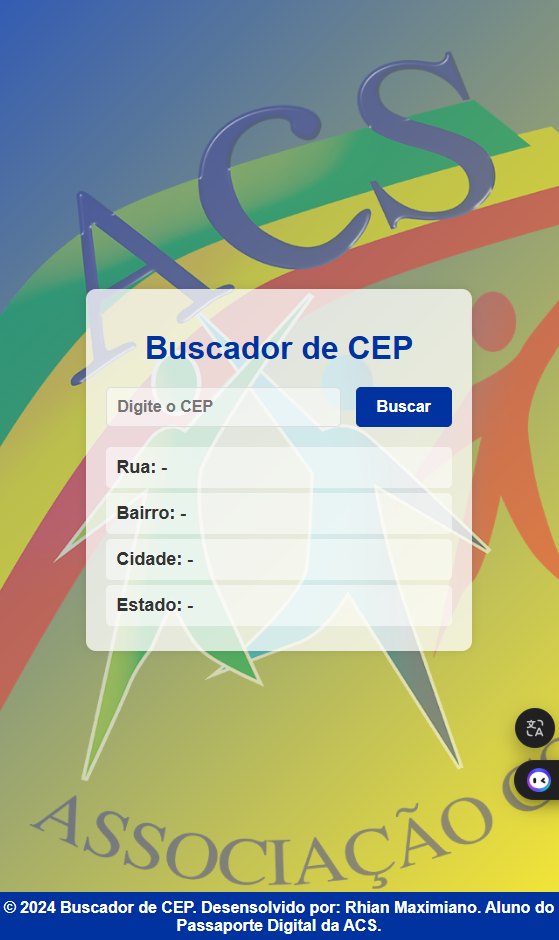 ACS
Buscador de CEP
Digite o CEP
Buscar
Rua: -
Bairro: -
Cidade: -
Estado: -
ASSOCIAÇÃO
© 2024 Buscador de CEP. Desensolvido por: Rhian Maximiano. Aluno do
Passaporte Digital da ACS.